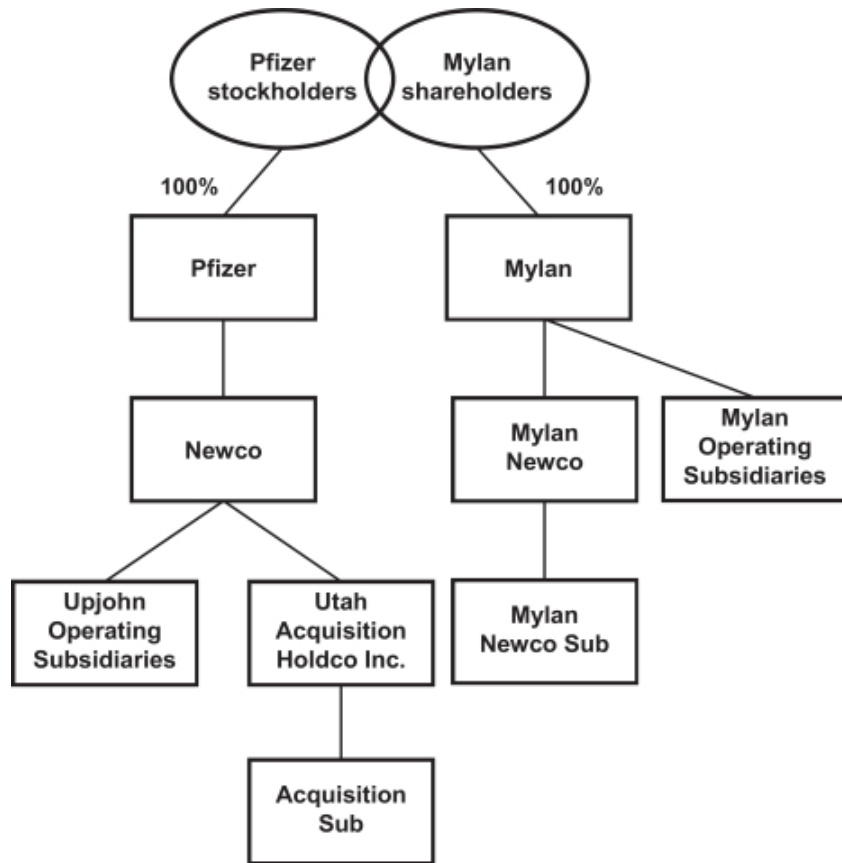 Pfizer
stockholders
Mylan
shareholders
100%
100%
Pfizer
Mylan
Newco
Mylan
Newco
Mylan
Operating
Subsidiaries
Upjohn
Operating
Subsidiaries
Utah
Acquisition
Holdco Inc.
Mylan
Newco Sub
Acquisition
Sub